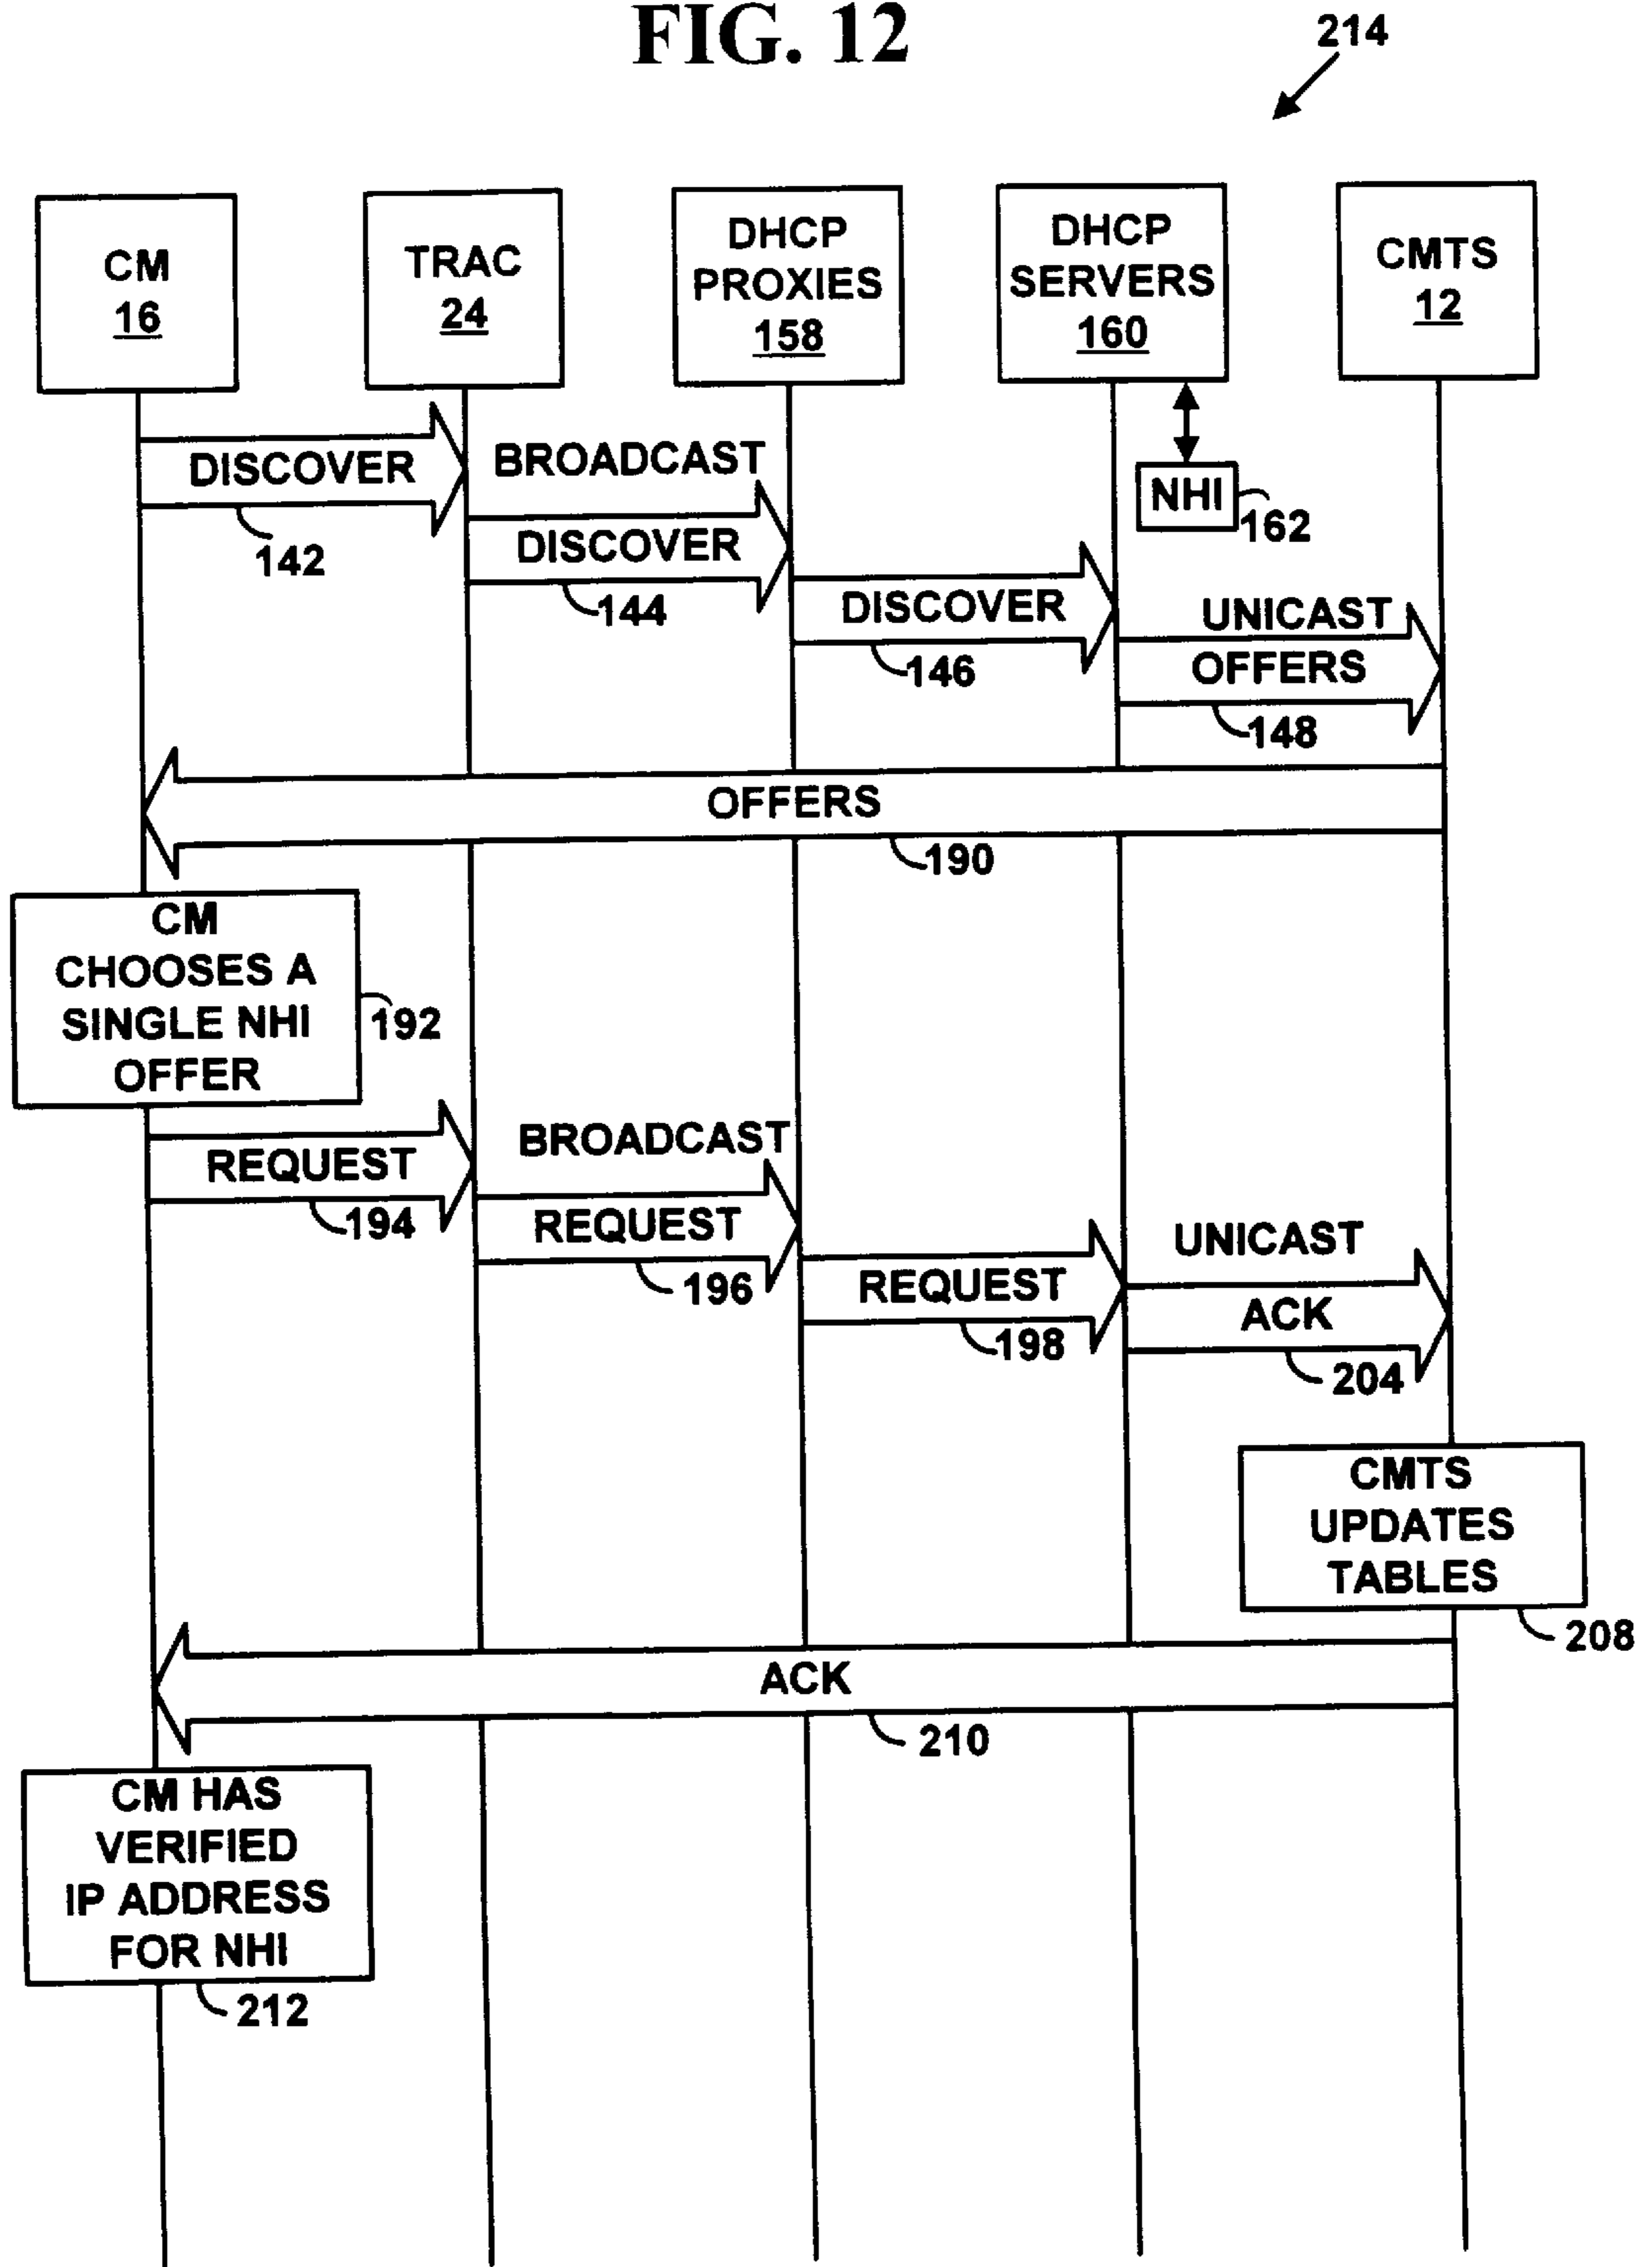 FIG. 12
214
CM
16
TRAC
24
DHCP
PROXIES
158
DHCP
SERVERS
160
CMTS
12
DISCOVER
142
BROADCAST
DISCOVER
144
NHI
162
DISCOVER
146
UNICAST
OFFERS
148
OFFERS
190
CM
CHOOSES A
SINGLE NHI
OFFER
192
REQUEST
194
BROADCAST
REQUEST
196
REQUEST
198
UNICAST
ACK
204
CMTS
UPDATES
TABLES
208
ACK
210
CM HAS
VERIFIED
IP ADDRESS
FOR NHI
212